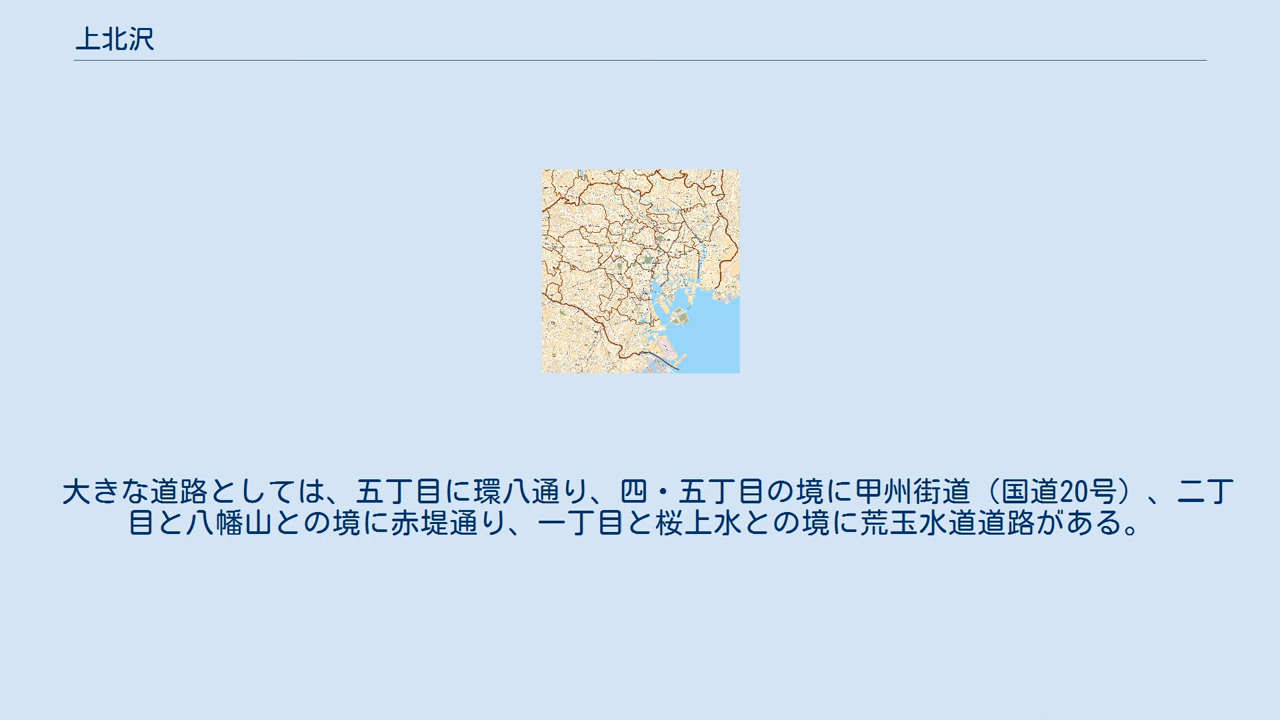 上北沢
大きな道路としては、五丁目に環八通り、四・五丁目の境に甲州街道（国道20号）、二丁
目と八幡山との境に赤堤通り、一丁目と桜上水との境に荒玉水道道路がある。